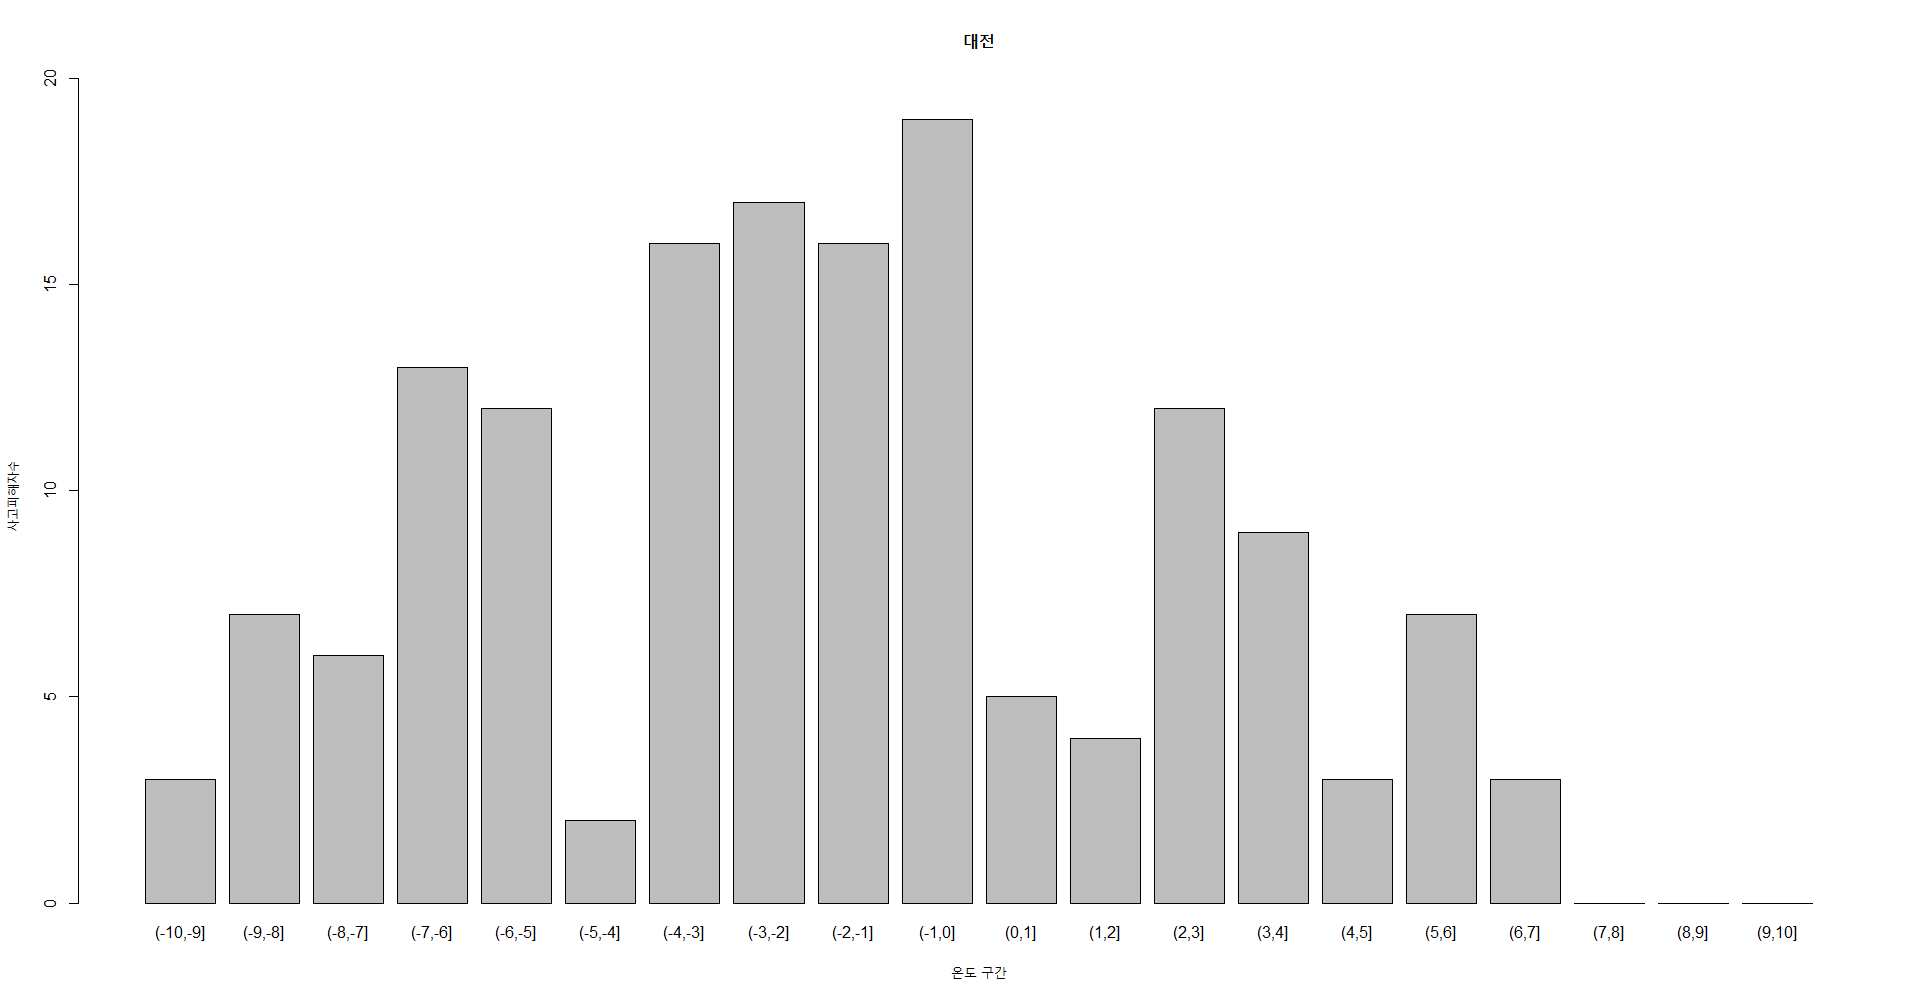 대전
20
15
10
5
0
사고피해자수
(-10,-9] (-9,-8] (-8,-7] (-7,-6] (-6,-5] (-5,-4] (-4,-3] (-3,-2] (-2,-1] (-1,0] (0,1] (1,2] (2,3] (3,4] (4,5] (5,6] (6,7] (7,8] (8,9] (9,10]
온도 구간